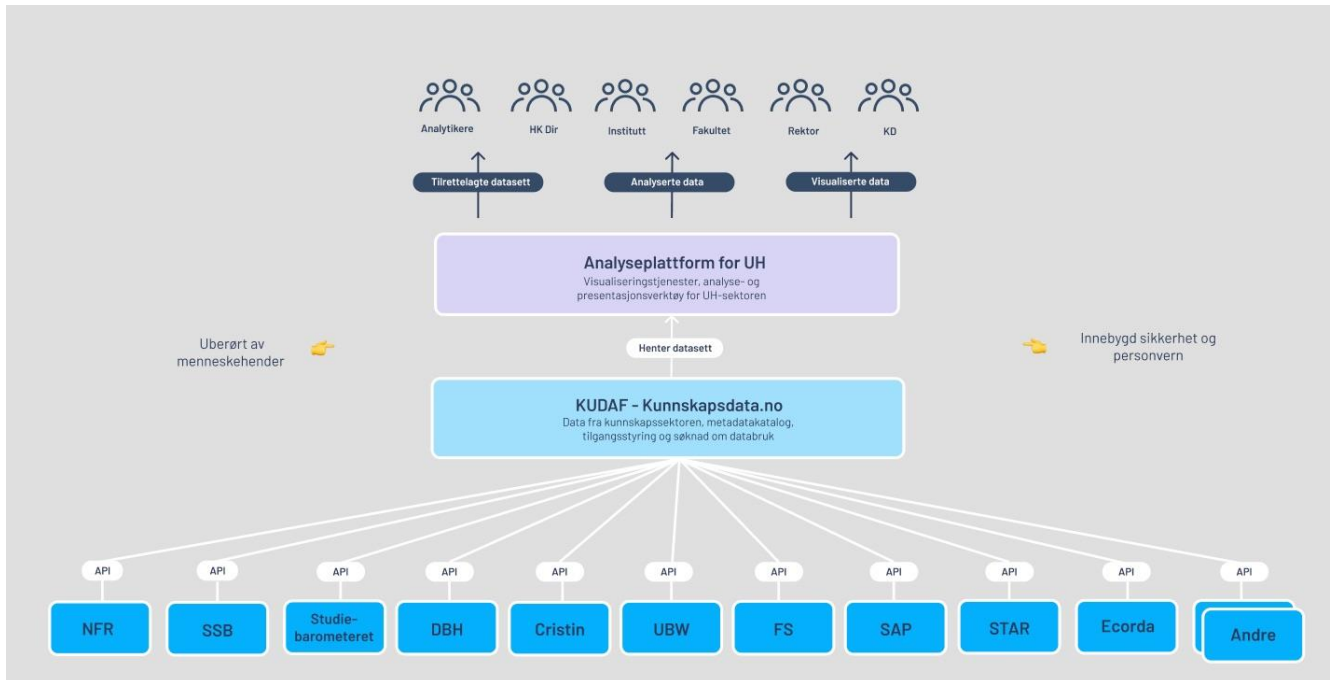 Analytikere
HK Dir
Institutt
Fakultet
Rektor
KD
Tilrettelagte datasett
Analyserte data
Visualiserte data
Analyseplattform for UH
Visualiseringstjenester, analyse- og
presentasjonsverktøy for UH-sektoren
Uberørt av
menneskehender
Henter datasett
Innebygd sikkerhet og
personvern
KUDAF - Kunnskapsdata.no
Data fra kunnskapssektoren, metadatakatalog,
tilgangsstyring og søknad om databruk
API
API
API
API
API
API
API
API
API
API
API
NFR
SSB
Studie-
barometeret
DBH
Cristin
UBW
FS
SAP
STAR
Ecorda
Andre